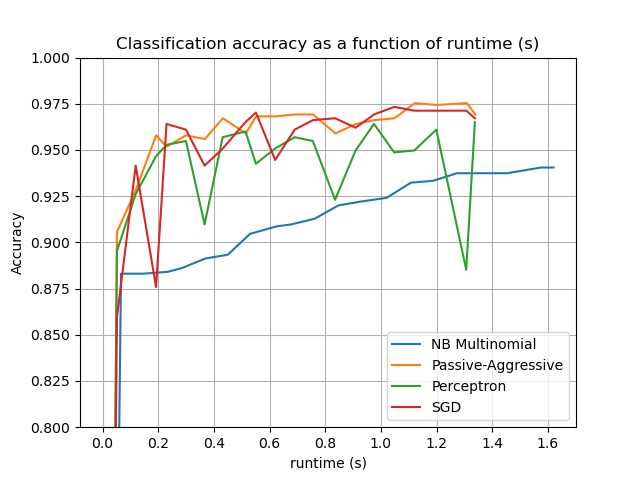 Classification accuracy as a function of runtime (s)
1.000
0.975
0.950
0.925
0.900
0.875
0.850
0.825
0.800
Accuracy
0.0 0.2 0.4 0.6 0.8 1.0 1.2 1.4 1.6
runtime (s)
NB Multinomial
Passive-Aggressive
Perceptron
SGD